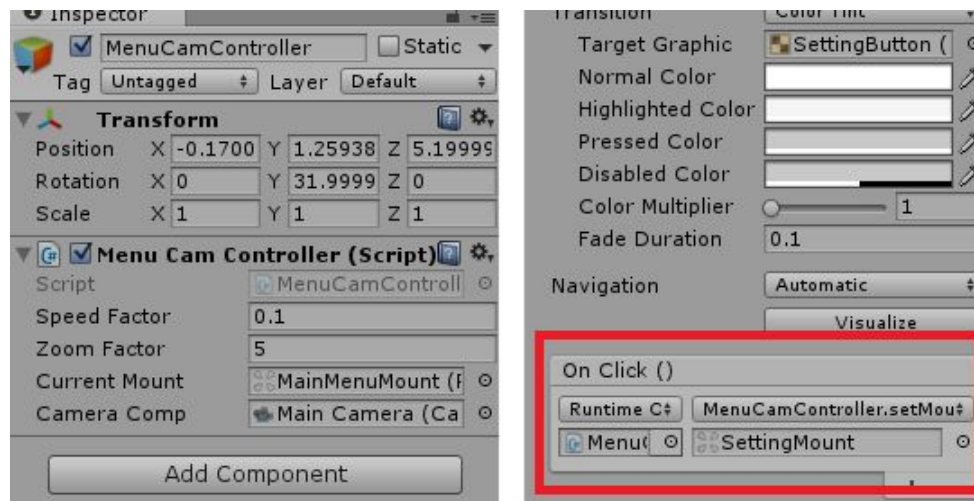 Inspector
MenuCamController
Static
Tag Untagged Layer Default
Transform
Position X -0.1700 Y 1.25938 Z 5.19999
Rotation X 0 Y 31.9999 Z 0
Scale X 1 Y 1 Z 1
Menu Cam Controller (Script)
Script MenuCamControll
Speed Factor 0.1
Zoom Factor 5
Current Mount MainMenuMount (F
Camera Comp Main Camera (Ca
Add Component
Transition Color Tint
Target Graphic SettingButton (
Normal Color
Highlighted Color
Pressed Color
Disabled Color
Color Multiplier 1
Fade Duration 0.1
Navigation Automatic
Visualize
On Click ()
Runtime C MenuCamController.setMou
Menu( SettingMount